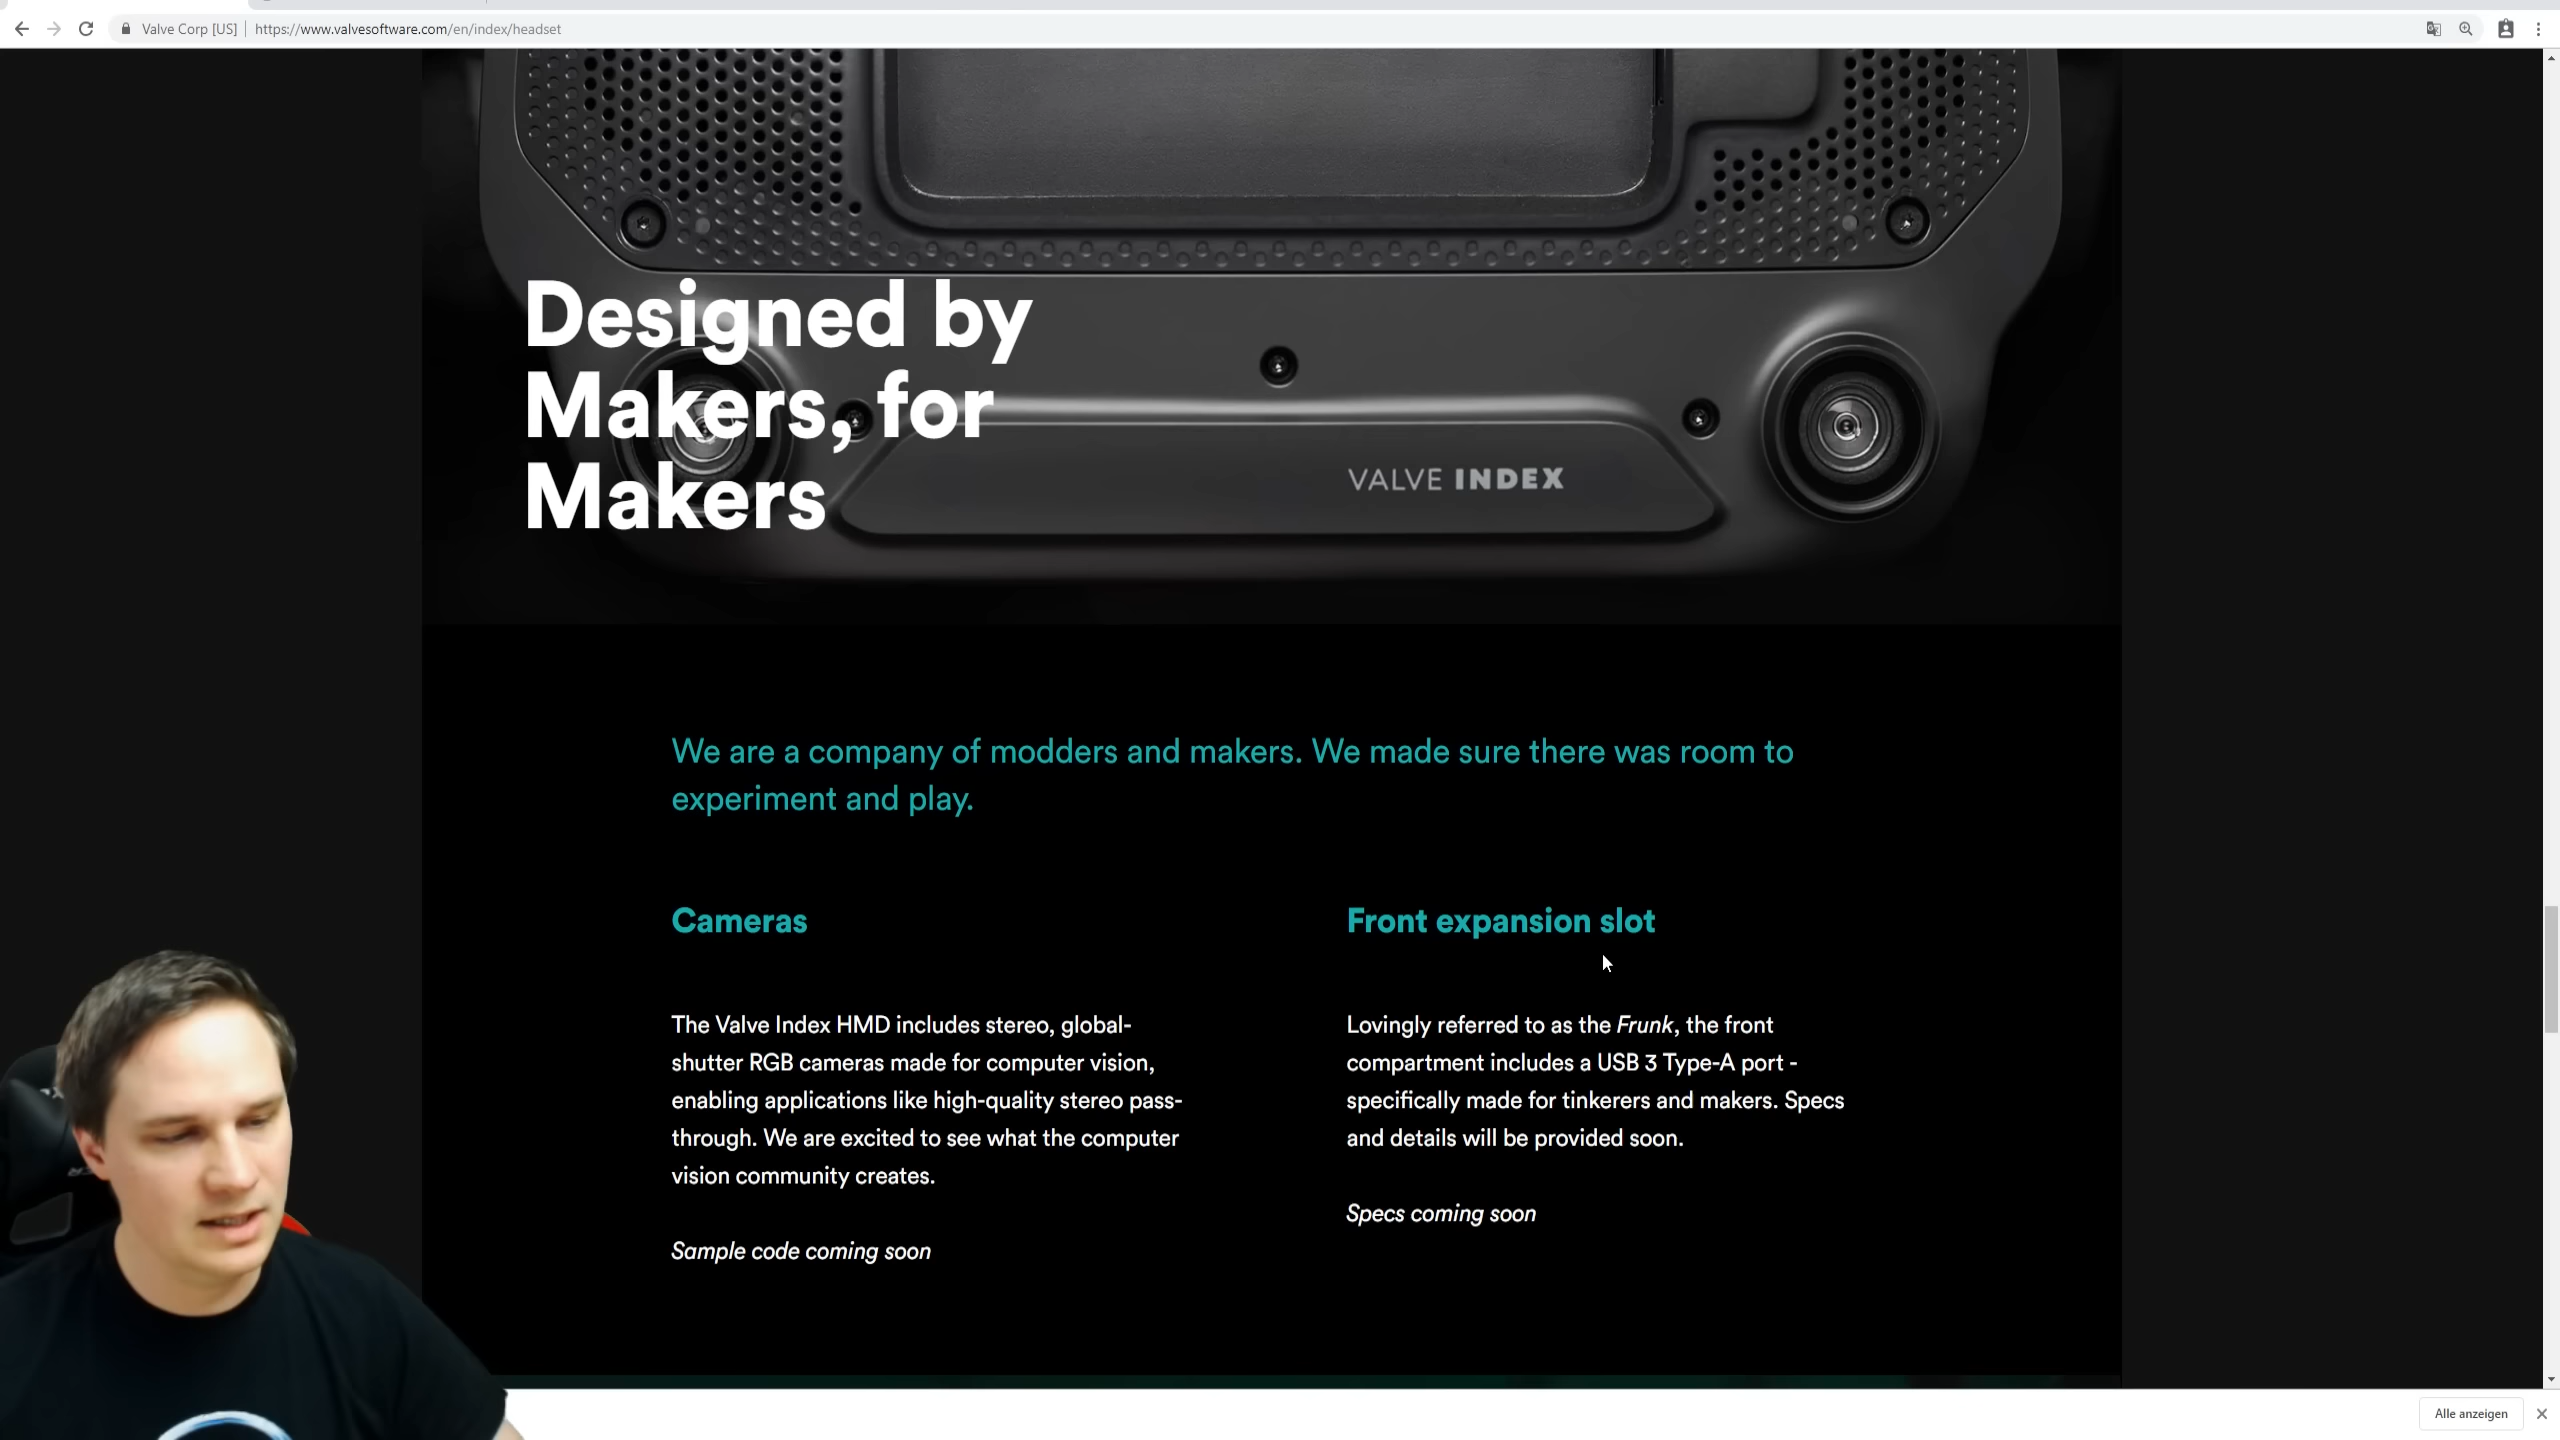 Valve Corp [US] https://www.valvesoftware.com/en/index/headset
Designed by
Makers, for
Makers
VALVE INDEX
We are a company of modders and makers. We made sure there was room to
experiment and play.
Cameras
The Valve Index HMD includes stereo, global-
shutter RGB cameras made for computer vision,
enabling applications like high-quality stereo pass-
through. We are excited to see what the computer
vision community creates.
Sample code coming soon
Front expansion slot
Lovingly referred to as the Frunk, the front
compartment includes a USB 3 Type-A port -
specifically made for tinkerers and makers. Specs
and details will be provided soon.
Specs coming soon
Alle anzeigen